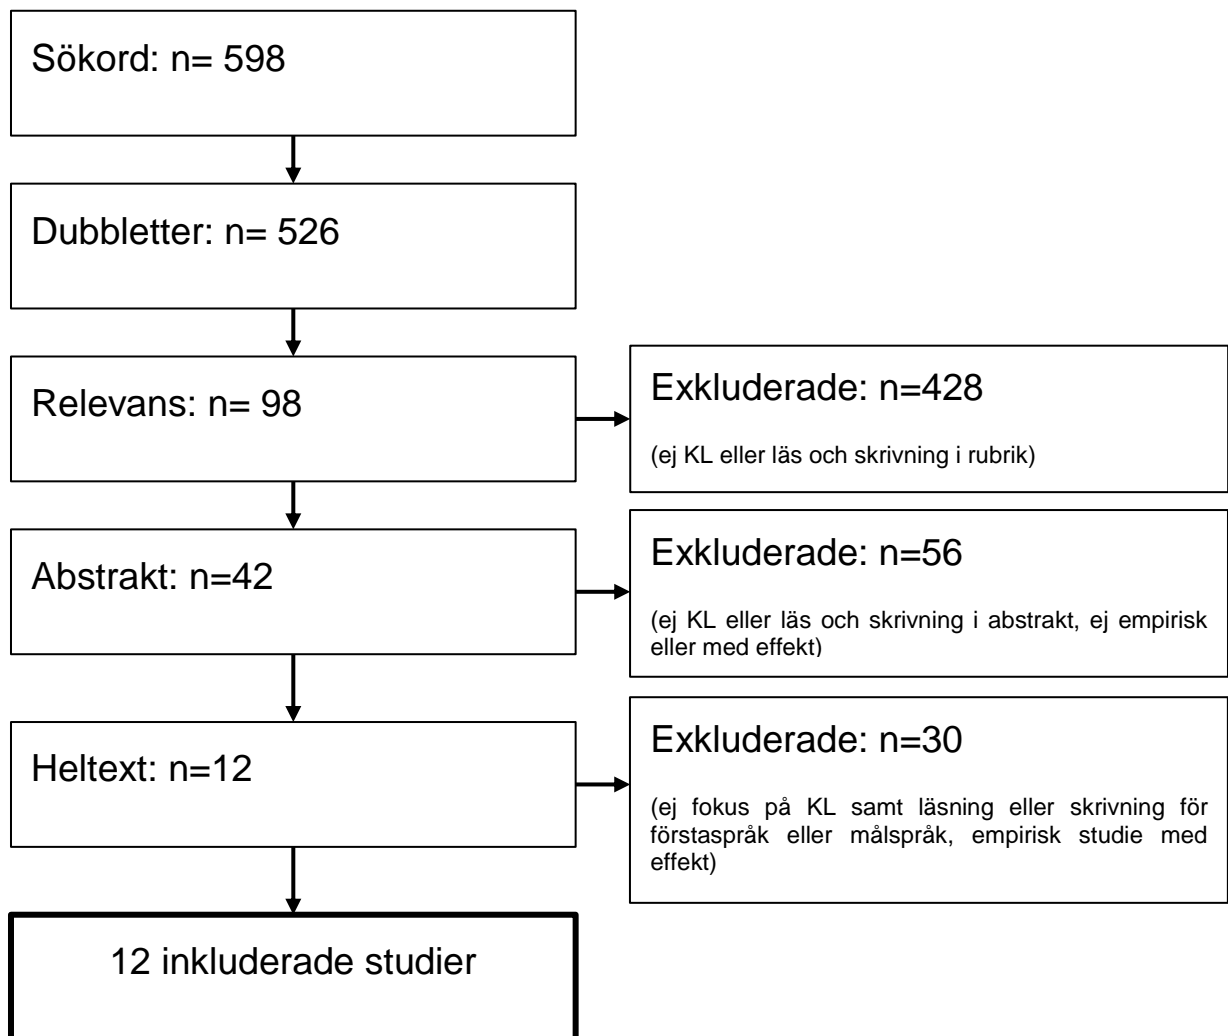 Sökord: n= 598
Dubbletter: n= 526
Relevans: n= 98
Exkluderade: n=428
(ej KL eller läs och skrivning i rubrik)
Abstrakt: n=42
Exkluderade: n=56
(ej KL eller läs och skrivning i abstrakt, ej empirisk
eller med effekt)
Heltext: n=12
Exkluderade: n=30
(ej fokus på KL samt läsning eller skrivning för
förstaspråk eller målspråk, empirisk studie med
effekt)
12 inkluderade studier